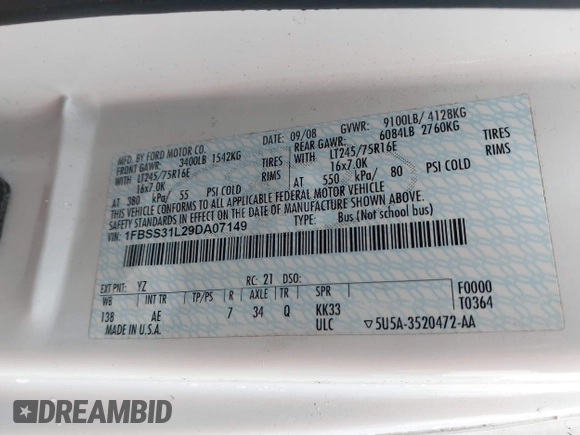 MFD. BY FORD MOTOR CO.
DATE: 09/08 GVWR: 9100LB/ 4128KG
FRONT GAWR: 3400LB 1542KG
REAR GAWR: 6084LB 2760KG
WITH LT245/75R16E TIRES
WITH LT245/75R16E TIRES
16x7.0K RIMS
16x7.0K RIMS
AT 380 kPa/ 55 PSI COLD
AT 550 kPa/ 80 PSI COLD
THIS VEHICLE CONFORMS TO ALL APPLICABLE FEDERAL MOTOR VEHICLE
SAFETY STANDARDS IN EFFECT ON THE DATE OF MANUFACTURE SHOWN ABOVE.
VIN: 1FBSS31L29DA07149
TYPE: Bus (Not school bus)
EXT PNT: YZ RC: 21 DSO:
WB INT TR TP/PS R AXLE TR SPR F0000
138 AE 7 34 Q KK33 T0364
MADE IN U.S.A. ULC ▽5U5A-3520472-AA
DREAMBID